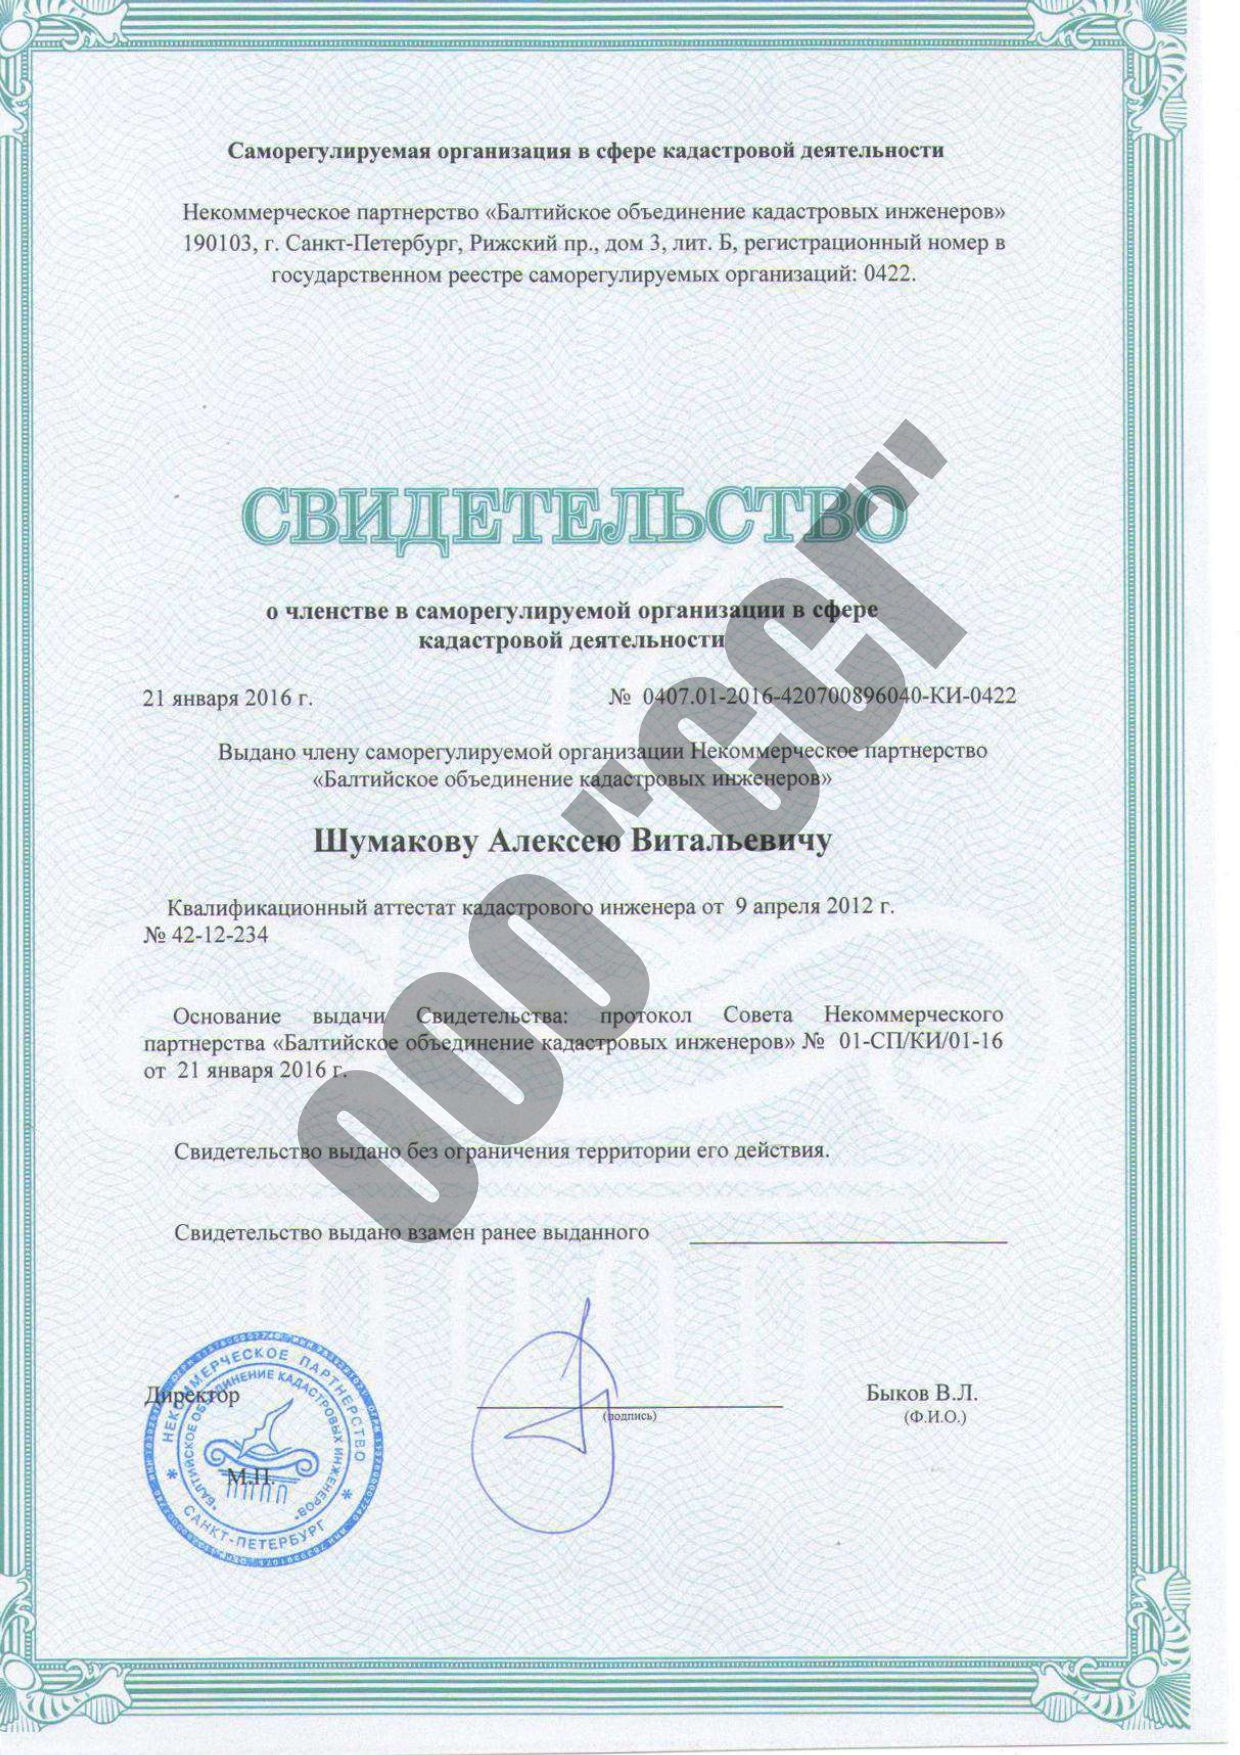 Саморегулируемая организация в сфере кадастровой деятельности
Некоммерческое партнерство «Балтийское объединение кадастровых инженеров»
190103, г. Санкт-Петербург, Рижский пр., дом 3, лит. Б, регистрационный номер в
государственном реестре саморегулируемых организаций: 0422.
СВИДЕТЕЛЬСТВО
о членстве в саморегулируемой организации в сфере
кадастровой деятельности
21 января 2016 г. № 0407.01-2016-420700896040-КИ-0422
Выдано члену саморегулируемой организации Некоммерческое партнерство
«Балтийское объединение кадастровых инженеров»
Шумакову Алексею Витальевичу
Квалификационный аттестат кадастрового инженера от 9 апреля 2012 г.
№ 42-12-234
Основание выдачи Свидетельства: протокол Совета Некоммерческого
партнерства «Балтийское объединение кадастровых инженеров» № 01-СП/КИ/01-16
от 21 января 2016 г.
Свидетельство выдано без ограничения территории его действия.
Свидетельство выдано взамен ранее выданного
Директор
Быков В.Л.
(подпись)
(Ф.И.О.)
М.П.
НЕКОММЕРЧЕСКОЕ ПАРТНЕРСТВО
«БАЛТИЙСКОЕ ОБЪЕДИНЕНИЕ КАДАСТРОВЫХ ИНЖЕНЕРОВ»
САНКТ-ПЕТЕРБУРГ
ООО "ССГ"